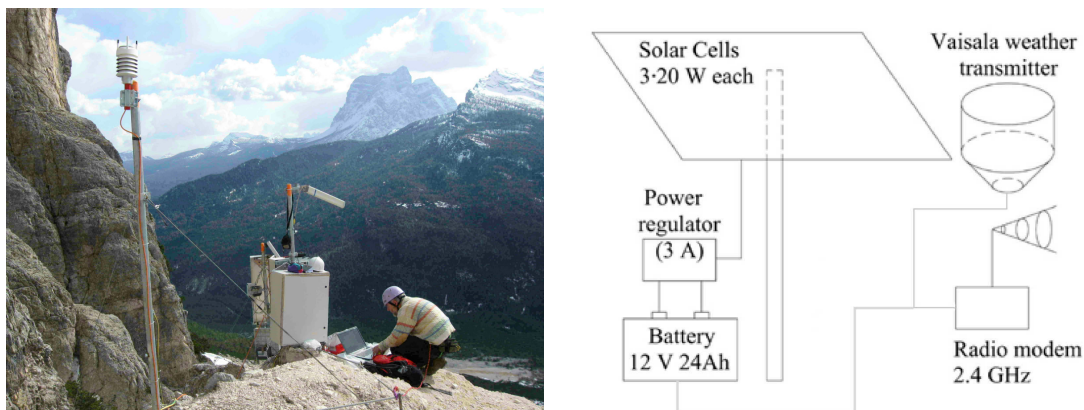 Solar Cells
3·20 W each
Vaisala weather
transmitter
Power
regulator
(3 A)
Battery
12 V 24Ah
Radio modem
2.4 GHz